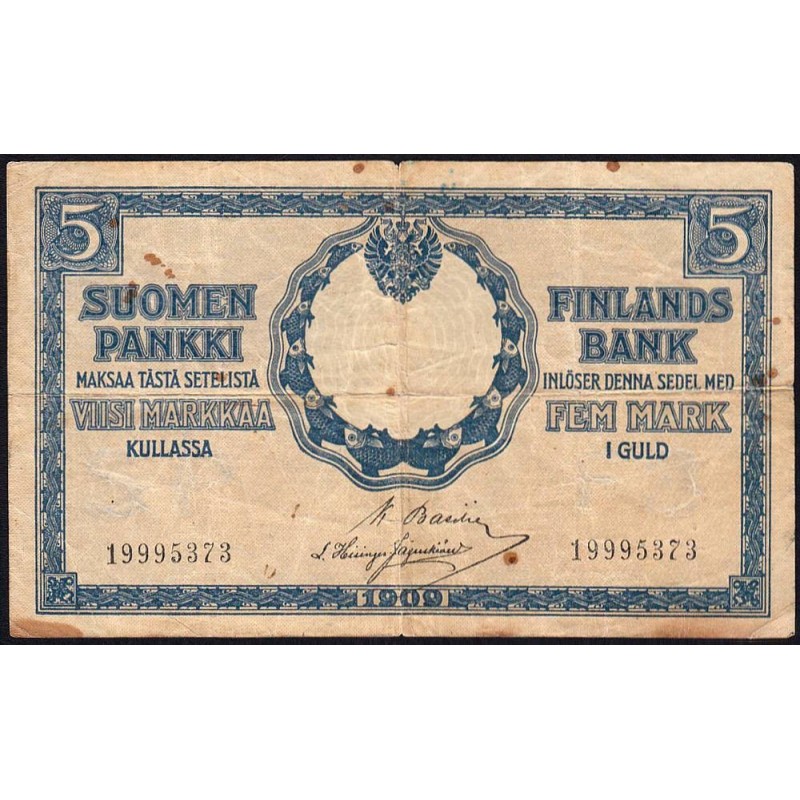 5 5
SUOMEN
PANKKI
MAKSAA TÄSTÄ SETELISTÄ
VIISI MARKKAA
KULLASSA
FINLANDS
BANK
INLÖSER DENNA SEDEL MED
FEM MARK
I GULD
19995373
19995373
1909